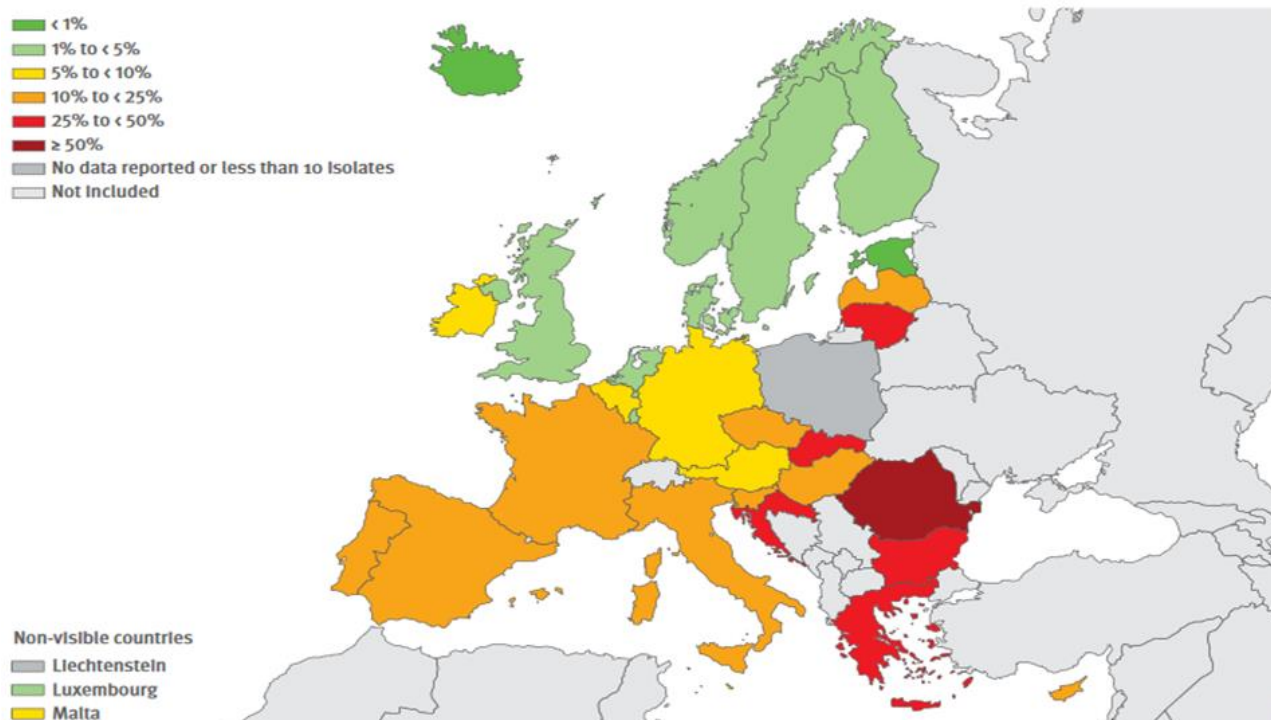 < 1%
1% to < 5%
5% to < 10%
10% to < 25%
25% to < 50%
≥ 50%
No data reported or less than 10 isolates
Not included
Non-visible countries
Liechtenstein
Luxembourg
Malta